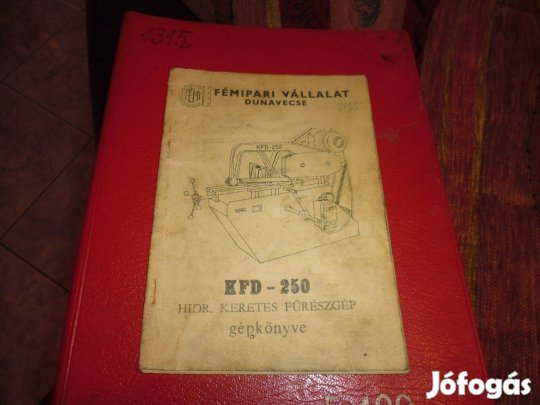 1315
FÉMIPARI VÁLLALAT
DUNAVECSE
KFD-250
KFD - 250
HIDR. KERETES FŰRÉSZGÉP
gépkönyve
Jófogás